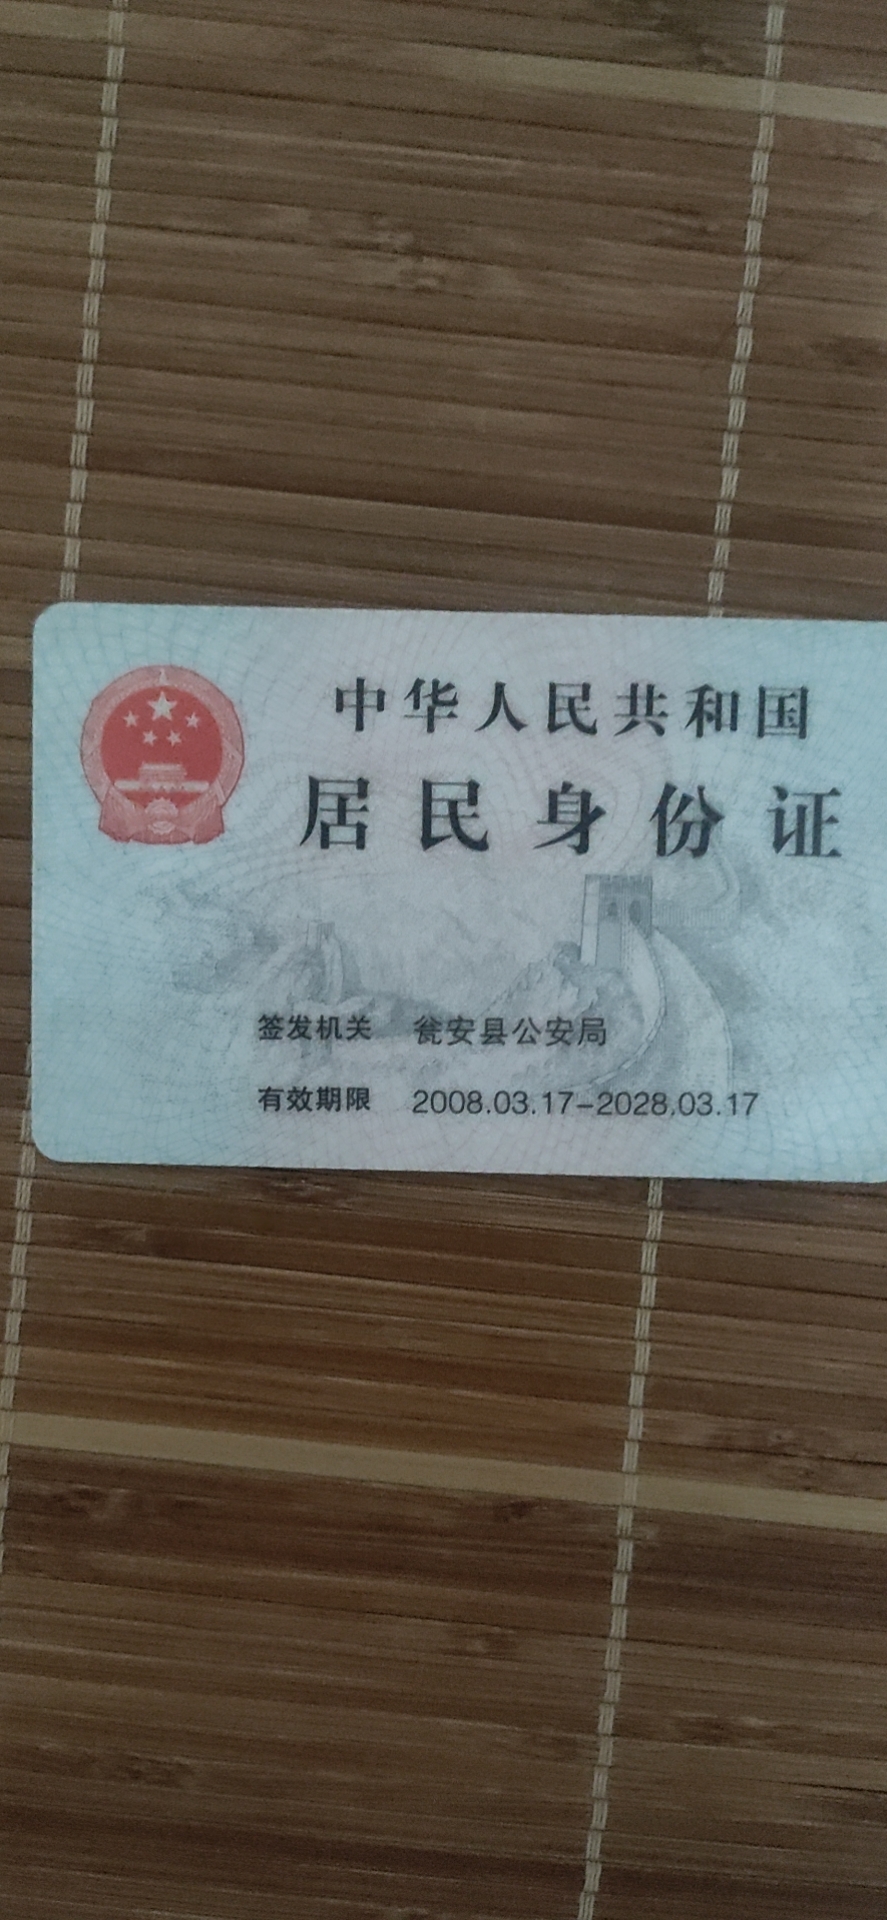 中华人民共和国
居民身份证
签发机关 瓮安县公安局
有效期限 2008.03.17-2028.03.17